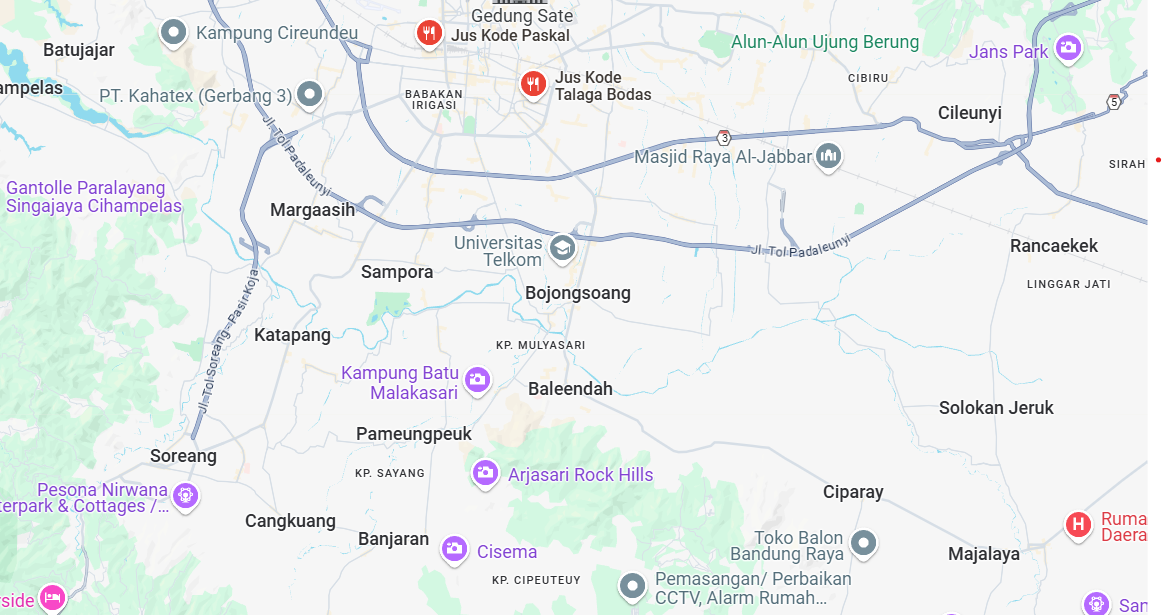 Gedung Sate
Kampung Cireundeu
Jus Kode Paskal
Batujajar
Alun-Alun Ujung Berung
Jans Park
Jus Kode
Talaga Bodas
CIBIRU
PT. Kahatex (Gerbang 3)
BABAKAN
IRIGASI
5
Cileunyi
3
Jl. Tol Padaleunyi
Masjid Raya Al-Jabbar
SIRAH
Gantolle Paralayang
Singajaya Cihampelas
Margaasih
Universitas
Telkom
Jl. Tol Padaleunyi
Rancaekek
Sampora
LINGGAR JATI
Bojongsoang
Jl. Tol Soreang - Pasir Koja
Katapang
KP. MULYASARI
Kampung Batu
Malakasari
Baleendah
Solokan Jeruk
Pameungpeuk
Soreang
KP. SAYANG
Arjasari Rock Hills
Pesona Nirwana
terpark & Cottages /...
Ciparay
Cangkuang
H
Ruma
Daera
Banjaran
Cisema
Toko Balon
Bandung Raya
Majalaya
KP. CIPEUTEUY
Pemasangan/ Perbaikan
CCTV, Alarm Rumah...
side
San
ampelas